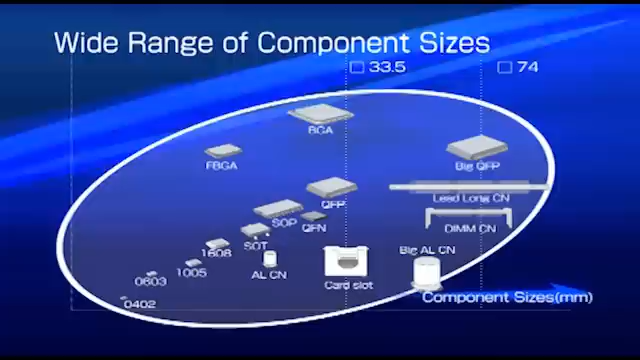 Wide Range of Component Sizes
□ 33.5
□ 74
BGA
FBGA
Big QFP
QFP
Lead Long CN
SOP
QFN
DIMM CN
SOT
1608
Big AL CN
1005
AL CN
0603
Card slot
0402
Component Sizes(mm)